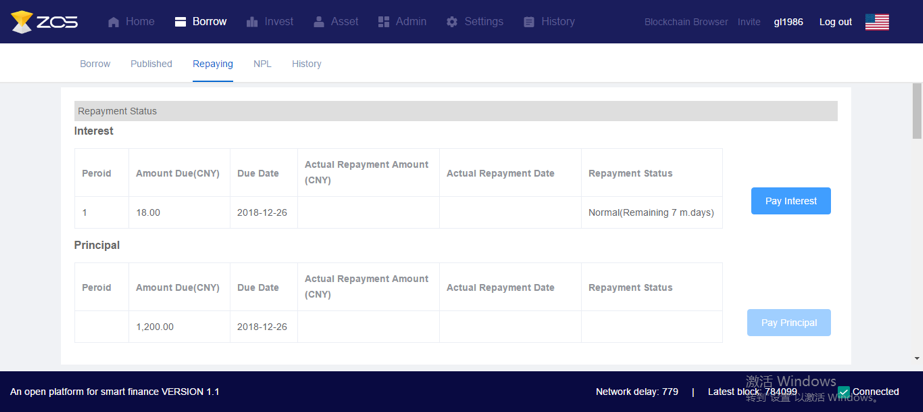 ZOS Home Borrow Invest Asset Admin Settings History Blockchain Browser Invite gl1986 Log out
Borrow Published Repaying NPL History
Repayment Status
Interest
Peroid Amount Due(CNY) Due Date Actual Repayment Amount (CNY) Actual Repayment Date Repayment Status
1 18.00 2018-12-26 Normal(Remaining 7 m.days)
Pay Interest
Principal
Peroid Amount Due(CNY) Due Date Actual Repayment Amount (CNY) Actual Repayment Date Repayment Status
1,200.00 2018-12-26
Pay Principal
激活 Windows
An open platform for smart finance VERSION 1.1 Network delay: 779 | Latest block: 784099 Connected
转到"设置"以激活 Windows。